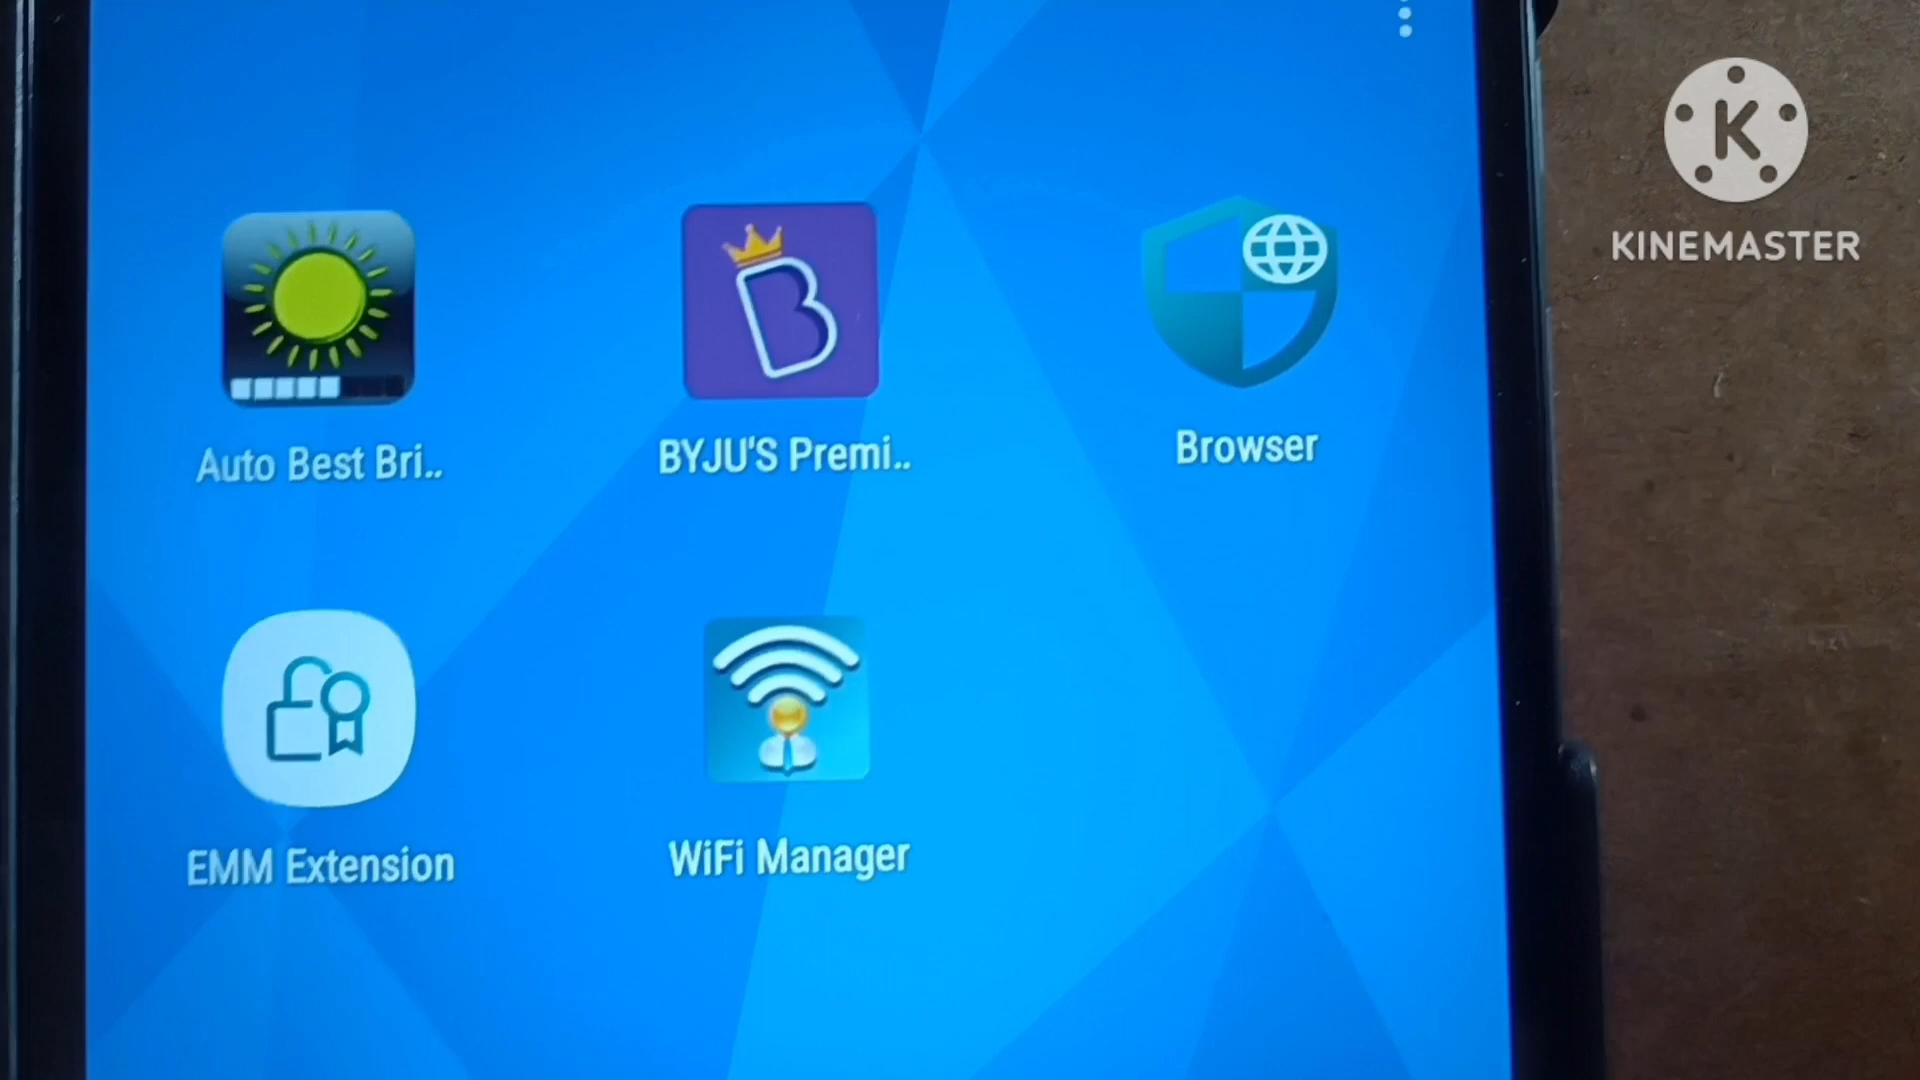 K
KINEMASTER
Auto Best Bri..
BYJU'S Premi..
Browser
EMM Extension
WiFi Manager